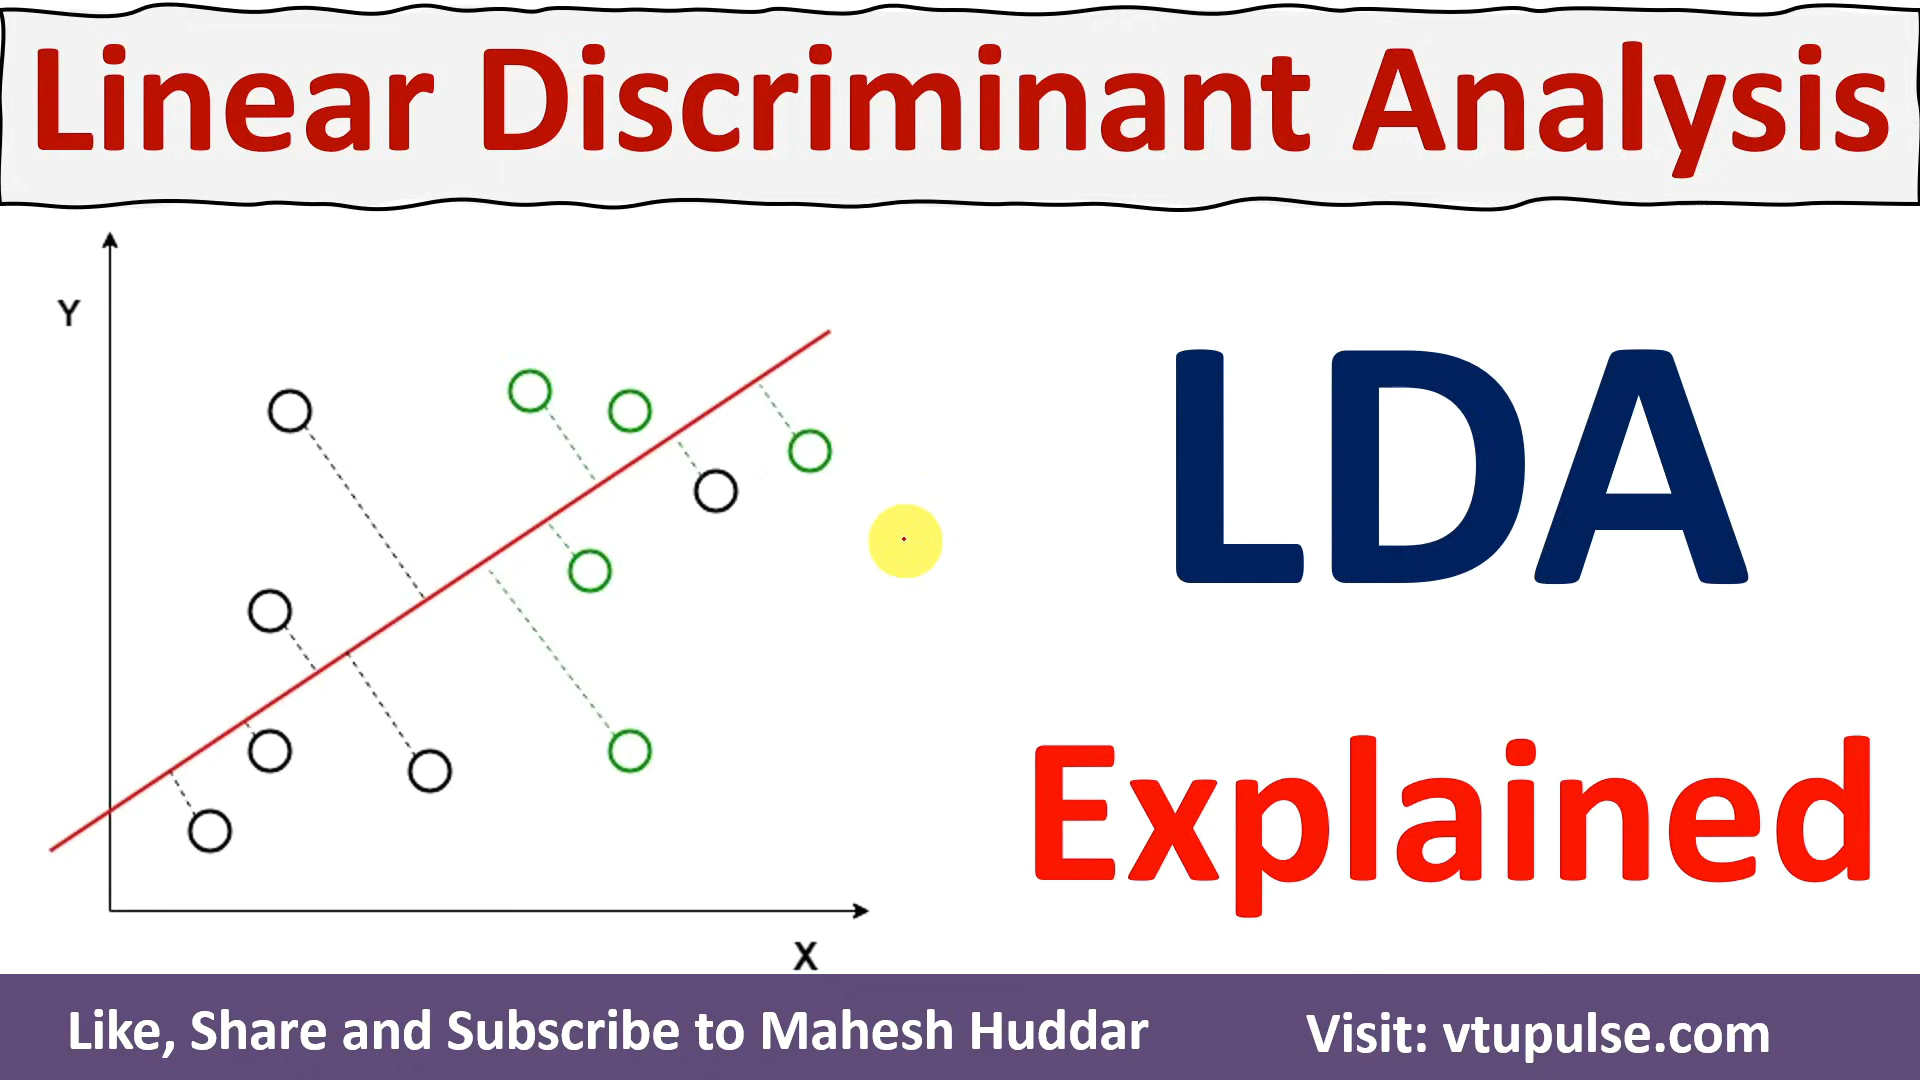 Linear Discriminant Analysis
Y
LDA
Explained
X
Like, Share and Subscribe to Mahesh Huddar
Visit: vtupulse.com